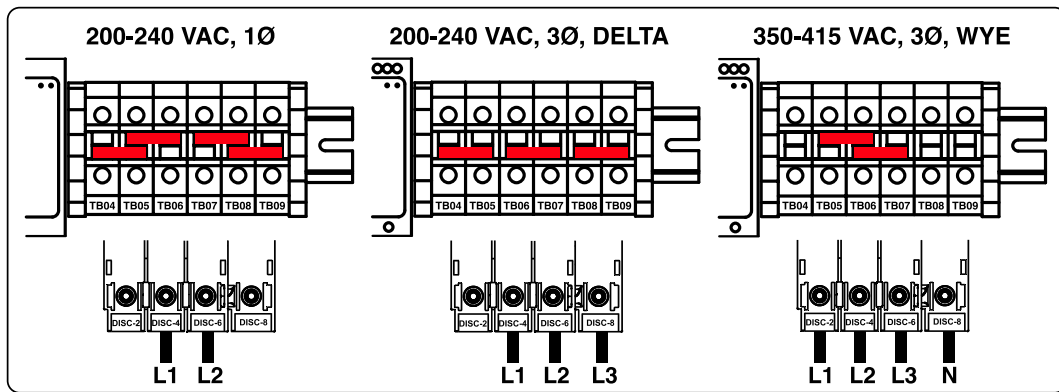 200-240 VAC, 1Ø
TB04 TB05 TB06 TB07 TB08 TB09
DISC-2 DISC-4 DISC-6 DISC-8
L1 L2
200-240 VAC, 3Ø, DELTA
TB04 TB05 TB06 TB07 TB08 TB09
DISC-2 DISC-4 DISC-6 DISC-8
L1 L2 L3
350-415 VAC, 3Ø, WYE
TB04 TB05 TB06 TB07 TB08 TB09
DISC-2 DISC-4 DISC-6 DISC-8
L1 L2 L3 N